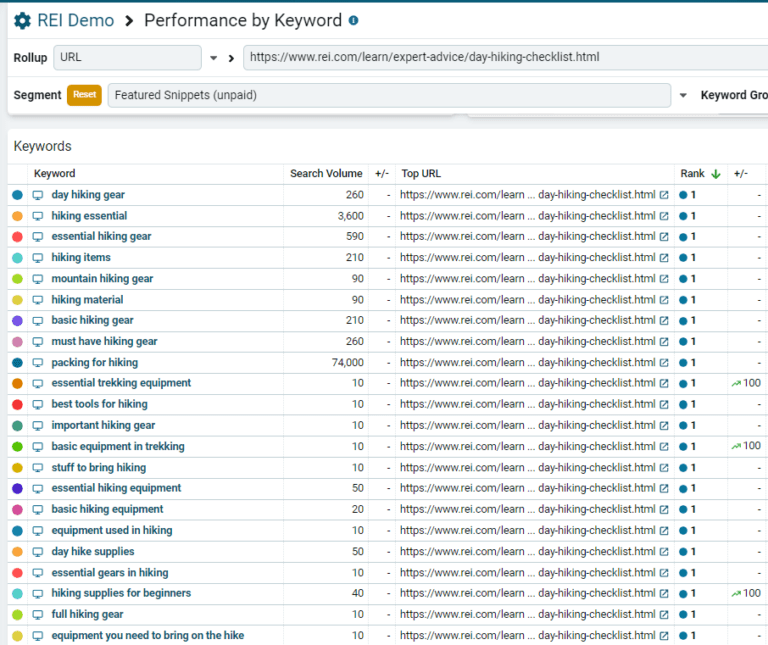 REI Demo > Performance by Keyword
Rollup URL > https://www.rei.com/learn/expert-advice/day-hiking-checklist.html
Segment Reset Featured Snippets (unpaid) Keyword Gro
Keywords
Keyword Search Volume +/- Top URL Rank +/-
day hiking gear 260 - https://www.rei.com/learn ... day-hiking-checklist.html 1 -
hiking essential 3,600 - https://www.rei.com/learn ... day-hiking-checklist.html 1 -
essential hiking gear 590 - https://www.rei.com/learn ... day-hiking-checklist.html 1 -
hiking items 210 - https://www.rei.com/learn ... day-hiking-checklist.html 1 -
mountain hiking gear 90 - https://www.rei.com/learn ... day-hiking-checklist.html 1 -
hiking material 90 - https://www.rei.com/learn ... day-hiking-checklist.html 1 -
basic hiking gear 210 - https://www.rei.com/learn ... day-hiking-checklist.html 1 -
must have hiking gear 260 - https://www.rei.com/learn ... day-hiking-checklist.html 1 -
packing for hiking 74,000 - https://www.rei.com/learn ... day-hiking-checklist.html 1 -
essential trekking equipment 10 - https://www.rei.com/learn ... day-hiking-checklist.html 1 100
best tools for hiking 10 - https://www.rei.com/learn ... day-hiking-checklist.html 1 -
important hiking gear 10 - https://www.rei.com/learn ... day-hiking-checklist.html 1 -
basic equipment in trekking 10 - https://www.rei.com/learn ... day-hiking-checklist.html 1 100
stuff to bring hiking 10 - https://www.rei.com/learn ... day-hiking-checklist.html 1 -
essential hiking equipment 50 - https://www.rei.com/learn ... day-hiking-checklist.html 1 -
basic hiking equipment 20 - https://www.rei.com/learn ... day-hiking-checklist.html 1 -
equipment used in hiking 10 - https://www.rei.com/learn ... day-hiking-checklist.html 1 -
day hike supplies 50 - https://www.rei.com/learn ... day-hiking-checklist.html 1 -
essential gears in hiking 10 - https://www.rei.com/learn ... day-hiking-checklist.html 1 -
hiking supplies for beginners 40 - https://www.rei.com/learn ... day-hiking-checklist.html 1 100
full hiking gear 10 - https://www.rei.com/learn ... day-hiking-checklist.html 1 -
equipment you need to bring on the hike 10 - https://www.rei.com/learn ... day-hiking-checklist.html 1 -